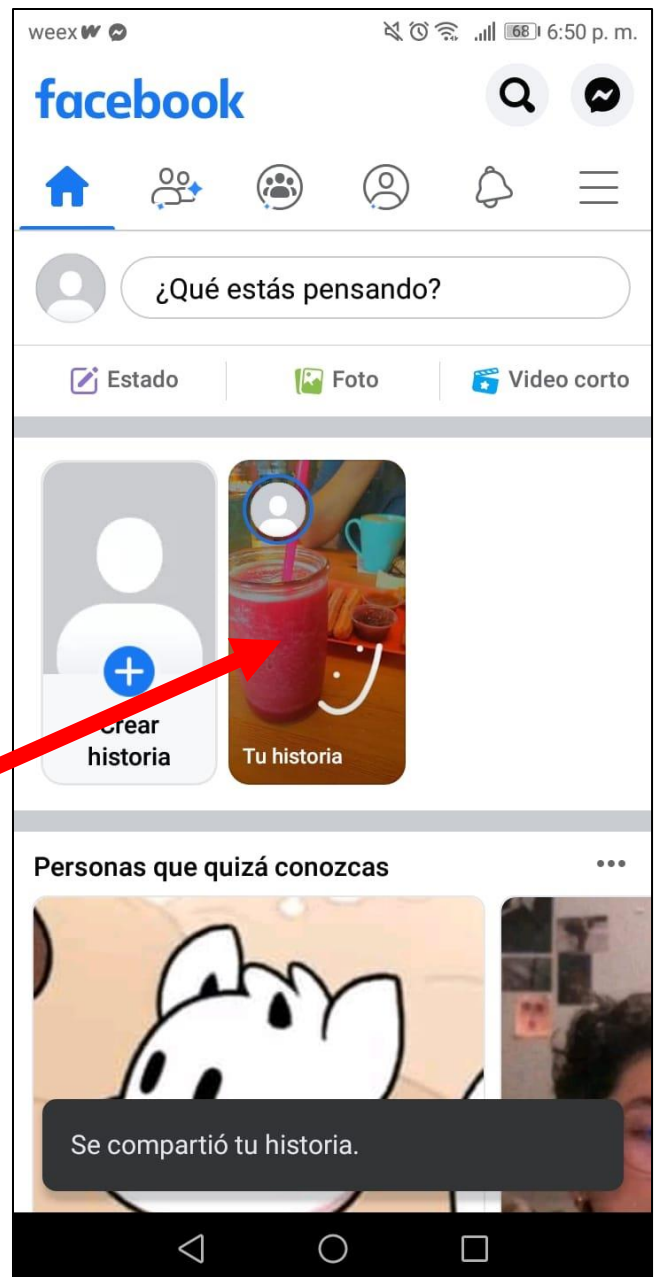 weex
68 6:50 p. m.
facebook
¿Qué estás pensando?
Estado
Foto
Video corto
Crear
historia
Tu historia
Personas que quizá conozcas
Se compartió tu historia.